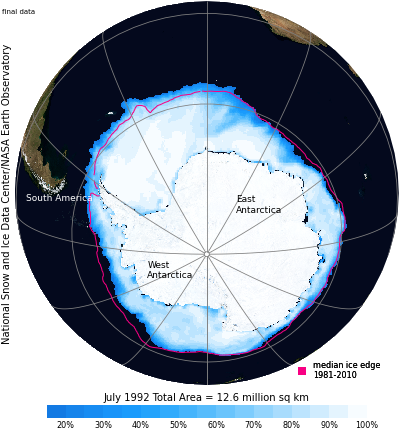 final data
National Snow and Ice Data Center/NASA Earth Observatory
South America
East
Antarctica
West
Antarctica
median ice edge
1981-2010
July 1992 Total Area = 12.6 million sq km
20% 30% 40% 50% 60% 70% 80% 90% 100%